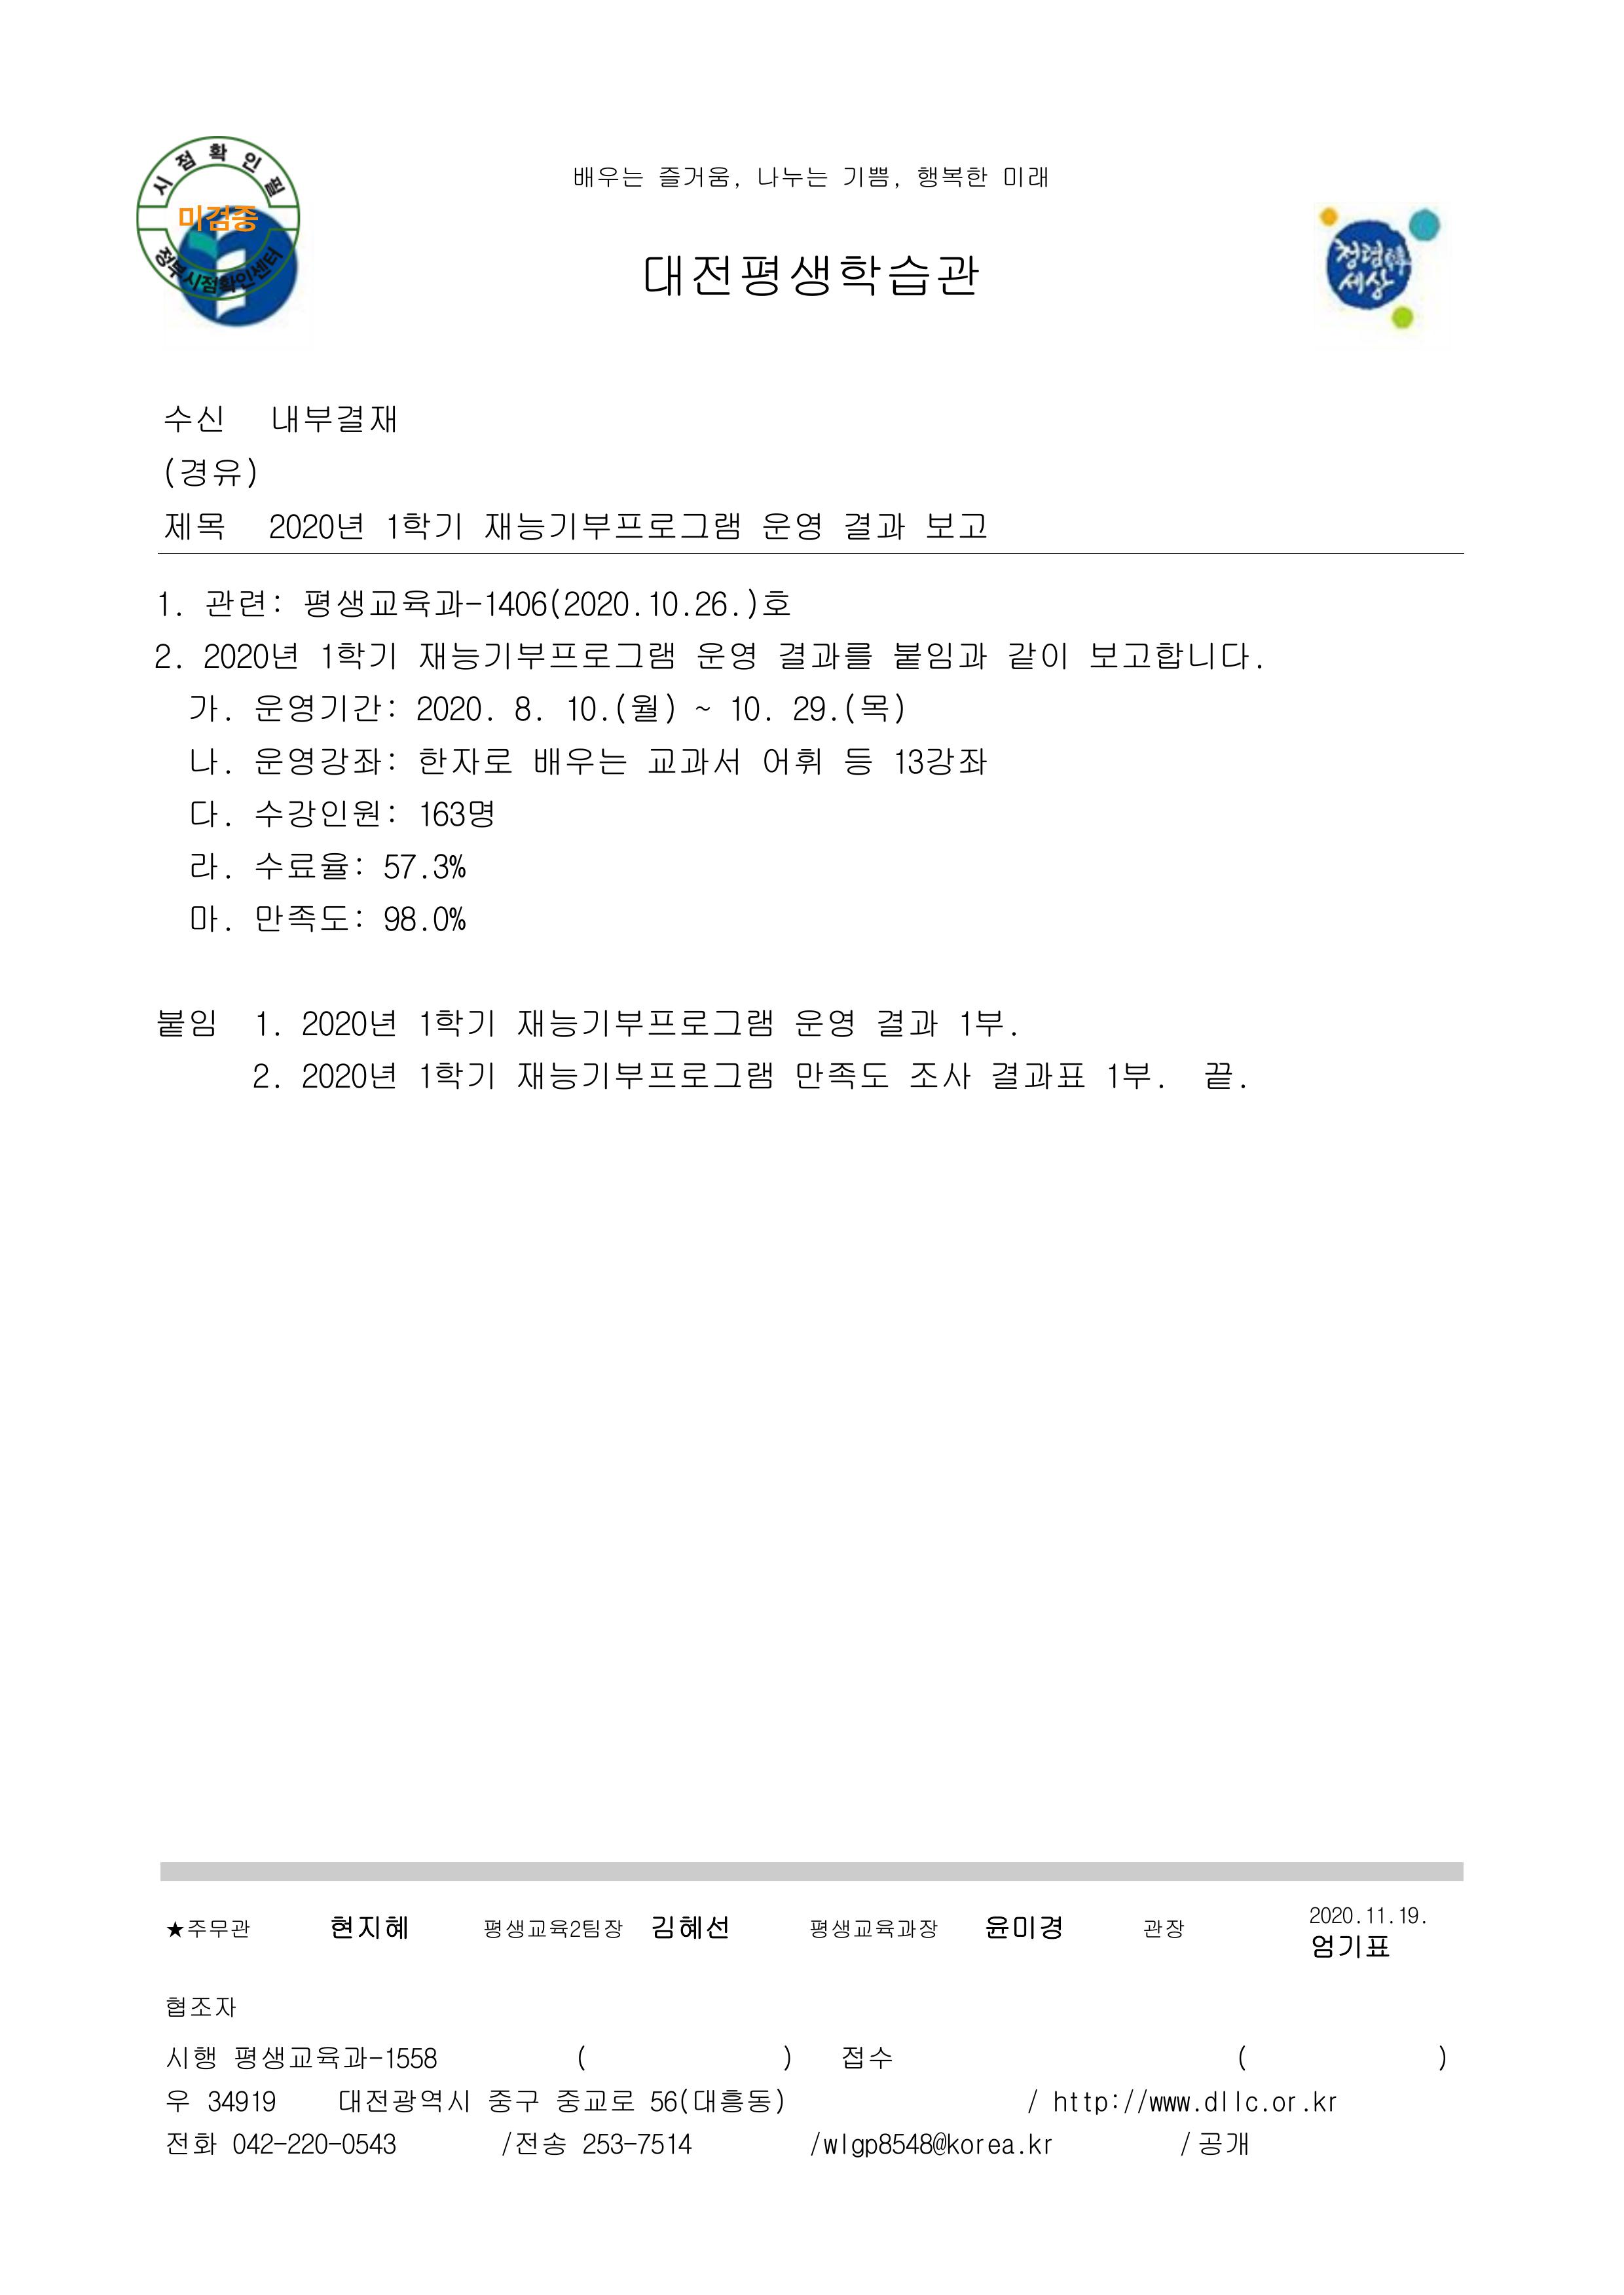 시점확인필
미검증
정부시점확인센터
배우는 즐거움, 나누는 기쁨, 행복한 미래
대전평생학습관
청렴韓
세상
수신 내부결재
(경유)
제목 2020년 1학기 재능기부프로그램 운영 결과 보고
1. 관련: 평생교육과-1406(2020.10.26.)호
2. 2020년 1학기 재능기부프로그램 운영 결과를 붙임과 같이 보고합니다.
가. 운영기간: 2020. 8. 10.(월) ~ 10. 29.(목)
나. 운영강좌: 한자로 배우는 교과서 어휘 등 13강좌
다. 수강인원: 163명
라. 수료율: 57.3%
마. 만족도: 98.0%
붙임 1. 2020년 1학기 재능기부프로그램 운영 결과 1부.
2. 2020년 1학기 재능기부프로그램 만족도 조사 결과표 1부. 끝.
★주무관 현지혜 평생교육2팀장 김혜선 평생교육과장 윤미경 관장 2020.11.19.
엄기표
협조자
시행 평생교육과-1558 ( ) 접수 ( )
우 34919 대전광역시 중구 중교로 56(대흥동) / http://www.dllc.or.kr
전화 042-220-0543 /전송 253-7514 /wlgp8548@korea.kr / 공개